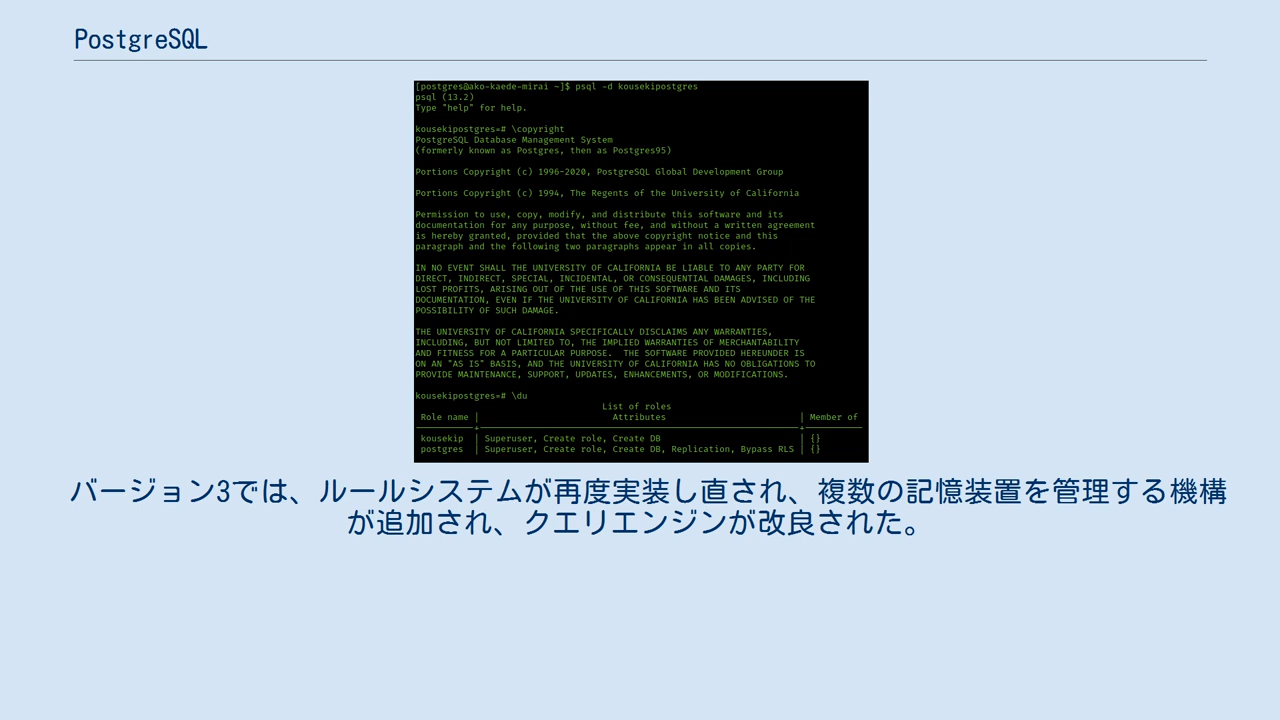 PostgreSQL
[postgres@ako-kaede-mirai ~]$ psql -d kousekipostgres
psql (13.2)
Type "help" for help.
kousekipostgres=# \copyright
PostgreSQL Database Management System
(formerly known as Postgres, then as Postgres95)
Portions Copyright (c) 1996-2020, PostgreSQL Global Development Group
Portions Copyright (c) 1994, The Regents of the University of California
Permission to use, copy, modify, and distribute this software and its
documentation for any purpose, without fee, and without a written agreement
is hereby granted, provided that the above copyright notice and this
paragraph and the following two paragraphs appear in all copies.
IN NO EVENT SHALL THE UNIVERSITY OF CALIFORNIA BE LIABLE TO ANY PARTY FOR
DIRECT, INDIRECT, SPECIAL, INCIDENTAL, OR CONSEQUENTIAL DAMAGES, INCLUDING
LOST PROFITS, ARISING OUT OF THE USE OF THIS SOFTWARE AND ITS
DOCUMENTATION, EVEN IF THE UNIVERSITY OF CALIFORNIA HAS BEEN ADVISED OF THE
POSSIBILITY OF SUCH DAMAGE.
THE UNIVERSITY OF CALIFORNIA SPECIFICALLY DISCLAIMS ANY WARRANTIES,
INCLUDING, BUT NOT LIMITED TO, THE IMPLIED WARRANTIES OF MERCHANTABILITY
AND FITNESS FOR A PARTICULAR PURPOSE.  THE SOFTWARE PROVIDED HEREUNDER IS
ON AN "AS IS" BASIS, AND THE UNIVERSITY OF CALIFORNIA HAS NO OBLIGATIONS TO
PROVIDE MAINTENANCE, SUPPORT, UPDATES, ENHANCEMENTS, OR MODIFICATIONS.
kousekipostgres=# \du
List of roles
Role name | Attributes | Member of
kousekip | Superuser, Create role, Create DB | {}
postgres | Superuser, Create role, Create DB, Replication, Bypass RLS | {}
バージョン3では、ルールシステムが再度実装し直され、複数の記憶装置を管理する機構
が追加され、クエリエンジンが改良された。